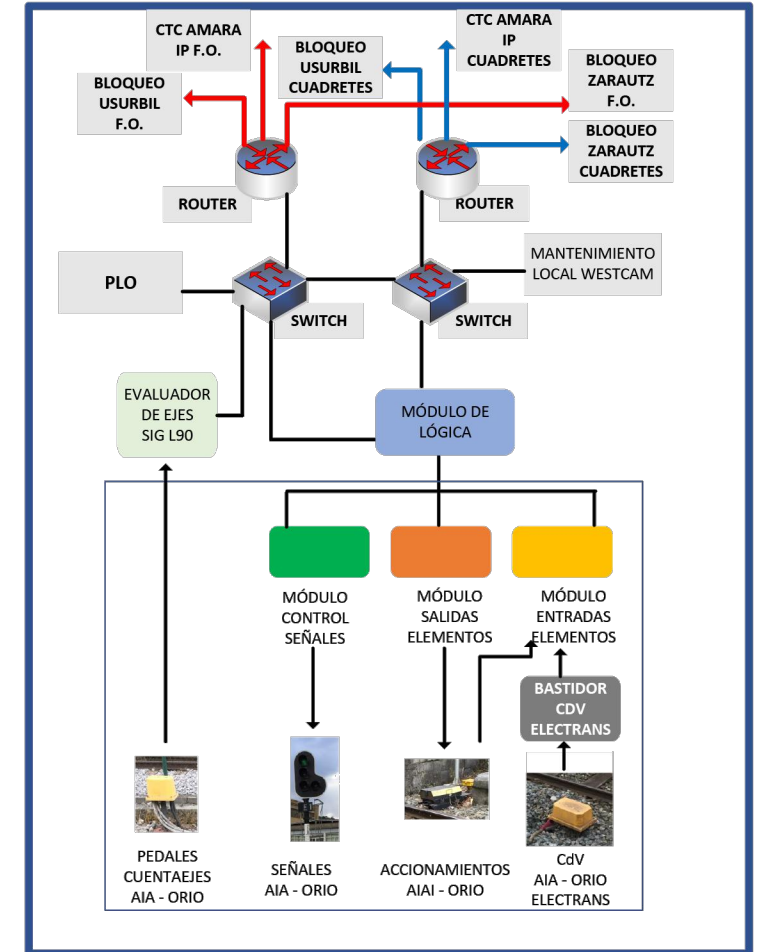 CTC AMARA
IP F.O.
BLOQUEO
USURBIL
F.O.
BLOQUEO
USURBIL
CUADRETES
CTC AMARA
IP
CUADRETES
BLOQUEO
ZARAUTZ
F.O.
BLOQUEO
ZARAUTZ
CUADRETES
ROUTER
ROUTER
PLO
SWITCH
SWITCH
MANTENIMIENTO
LOCAL WESTCAM
EVALUADOR
DE EJES
SIG L90
MÓDULO DE
LÓGICA
MÓDULO
CONTROL
SEÑALES
MÓDULO
SALIDAS
ELEMENTOS
MÓDULO
ENTRADAS
ELEMENTOS
BASTIDOR
CDV
ELECTRANS
PEDALES
CUENTAEJES
AIA - ORIO
SEÑALES
AIA - ORIO
ACCIONAMIENTOS
AIAI - ORIO
CdV
AIA - ORIO
ELECTRANS